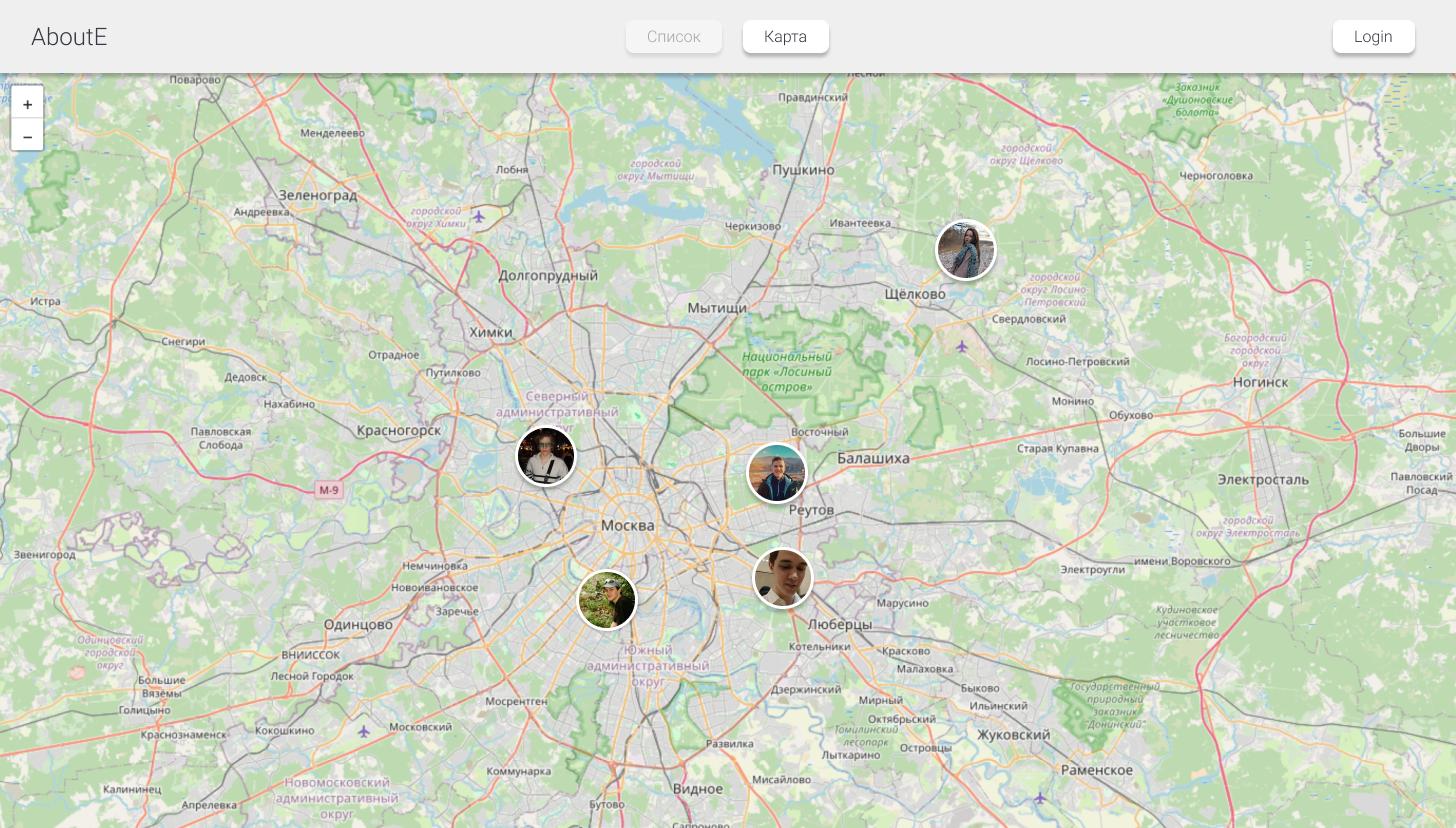 AboutE
Список
Карта
Login
+
−
Поварово
Правдинский
Заказник
«Душоновские
болота»
Менделеево
Лобня
городской
округ Мытищи
Пушкино
городской
округ Щёлково
Черноголовка
Зеленоград
Андреевка
городской
округ Химки
Черкизово
Ивантеевка
Долгопрудный
Щёлково
городской
округ Лосино
Петровский
Истра
Мытищи
Свердловский
Химки
Снегири
Отрадное
Путилково
Национальный
парк «Лосиный
остров»
Лосино-Петровский
Богородский
городской
округ
Дедовск
Нахабино
Северный
административный
округ
Ногинск
Монино
Обухово
Павловская
Слобода
Красногорск
Восточный
Балашиха
Старая Купавна
Большие
Дворы
М-9
Электросталь
Павловский
Посад
Реутов
Москва
городской
округ Электросталь
Звенигород
Немчиновка
Новоивановское
Заречье
Электроугли
имени Воровского
Марусино
Кудиновское
участковое
лесничество
Одинцово
Люберцы
Одинцовский
городской
округ
ВНИИССОК
Лесной Городок
Южный
административный
округ
Котельники
Красково
Малаховка
Большие
Вязёмы
Голицыно
Мосрентген
Дзержинский
Мирный
Быково
Ильинский
Государственный
природный
заказник
"Донинский"
Краснознаменск
Кокошкино
Московский
Октябрьский
Томилинский
лесопарк
Островцы
Жуковский
Развилка
Лыткарино
Коммунарка
Мисайлово
Раменское
Калининец
Апрелевка
Новомосковский
административный
округ
Видное
Бутово